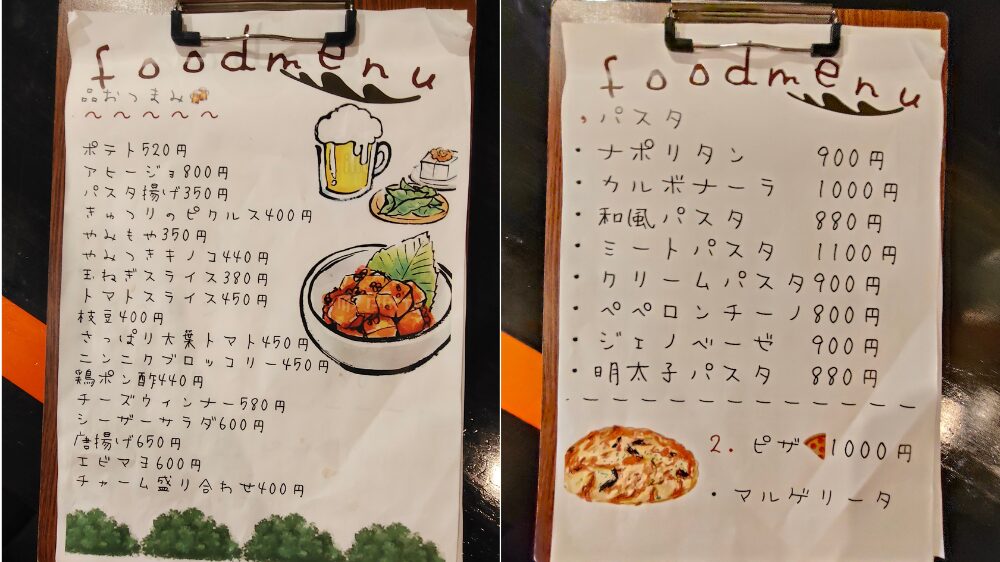 foodmenu
品おつまみ
ポテト520円
アヒージョ800円
パスタ揚げ350円
きゅうりのピクルス400円
やみもや350円
やみつきキノコ440円
玉ねぎスライス380円
トマトスライス450円
枝豆400円
さっぱり大葉トマト450円
ニンニクブロッコリー450円
鶏ポン酢440円
チーズウィンナー580円
シーザーサラダ600円
唐揚げ650円
エビマヨ600円
チャーム盛り合わせ400円
foodmenu
、パスタ
・ナポリタン 900円
・カルボナーラ 1000円
・和風パスタ 880円
・ミートパスタ 1100円
・クリームパスタ900円
・ペペロンチーノ800円
・ジェノベーゼ 900円
・明太子パスタ 880円
2. ピザ1000円
・マルゲリータ